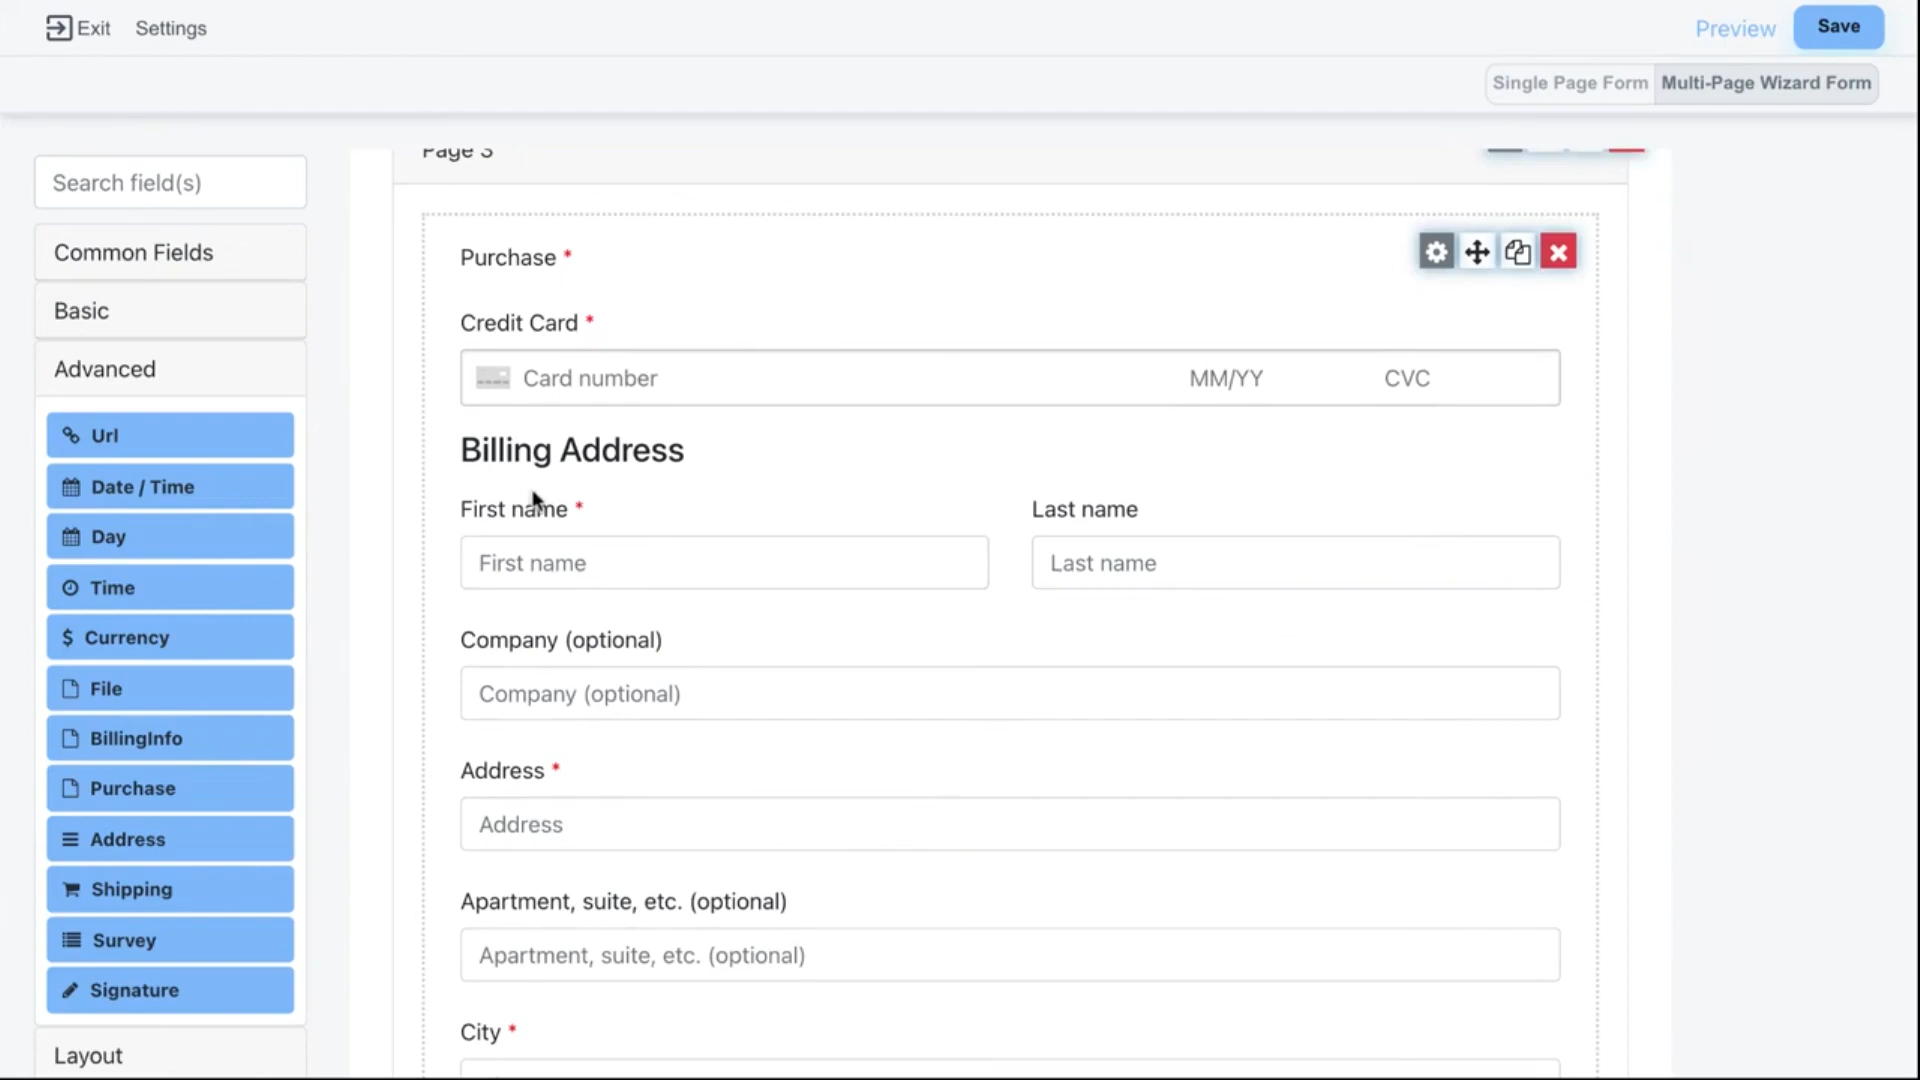 Exit Settings Preview Save
Single Page Form Multi-Page Wizard Form
Search field(s)
Common Fields
Basic
Advanced
Url
Date / Time
Day
Time
Currency
File
BillingInfo
Purchase
Address
Shipping
Survey
Signature
Layout
Page 3
Purchase *
Credit Card *
Card number MM/YY CVC
Billing Address
First name * Last name
First name Last name
Company (optional)
Company (optional)
Address *
Address
Apartment, suite, etc. (optional)
Apartment, suite, etc. (optional)
City *